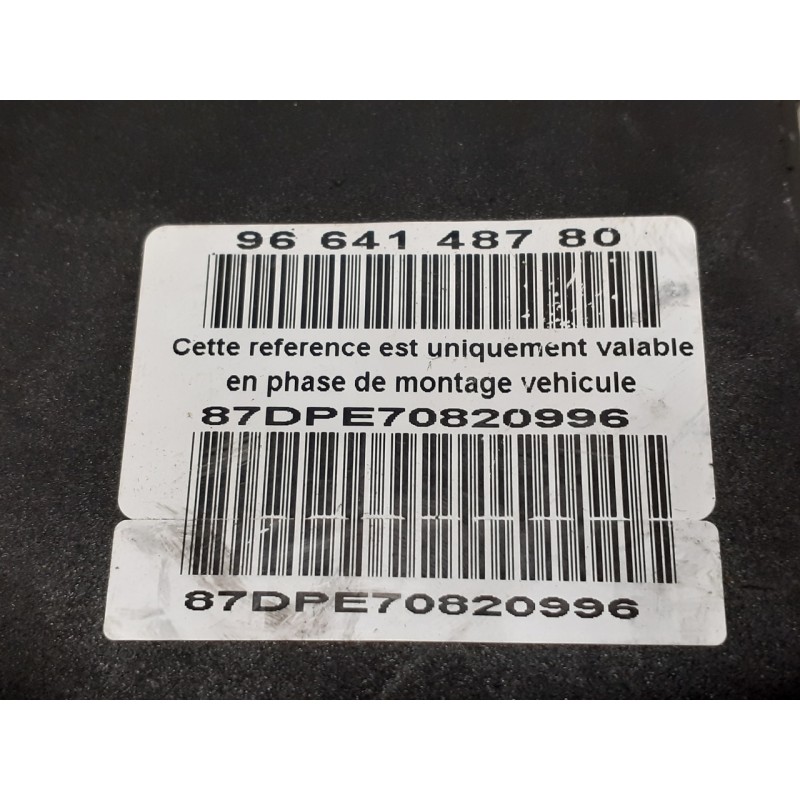 96 641 487 80
Cette reference est uniquement valable
en phase de montage vehicule
87DPE70820996
87DPE70820996